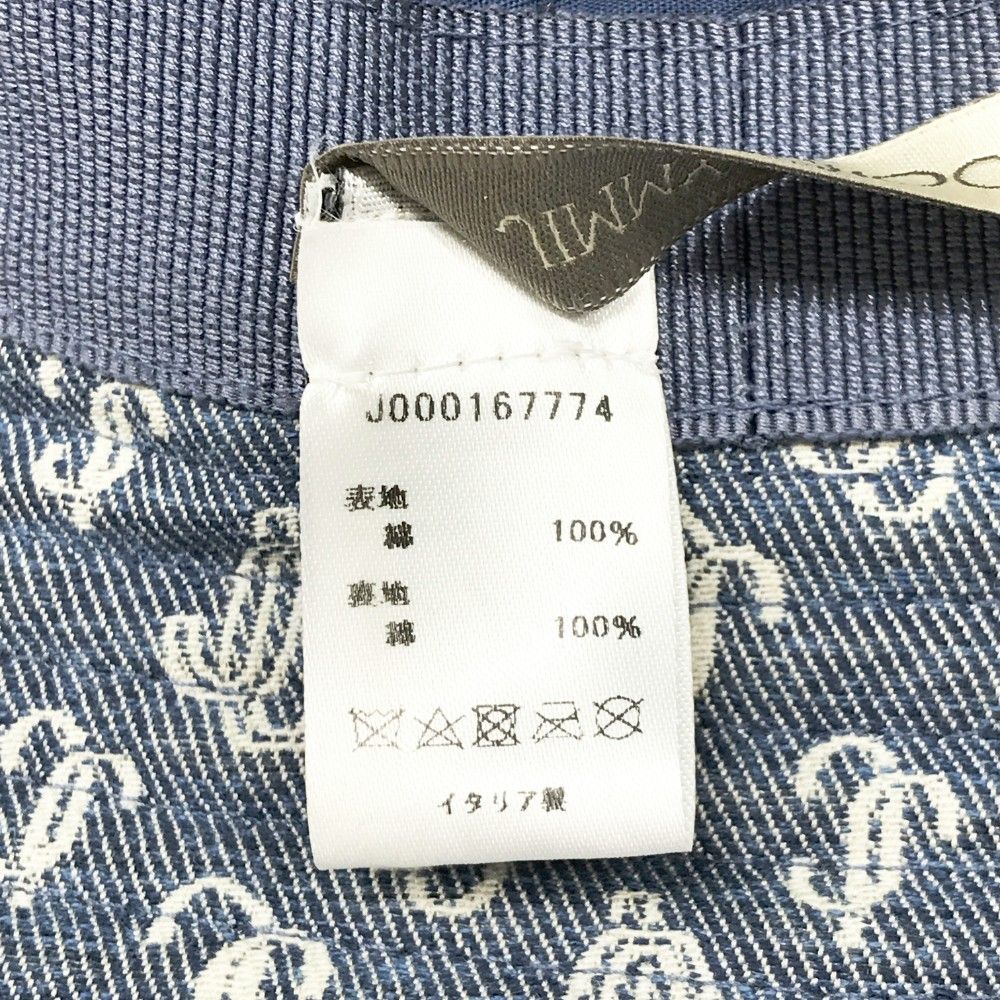 J000167774
表地
綿 100%
裏地
綿 100%
イタリア製